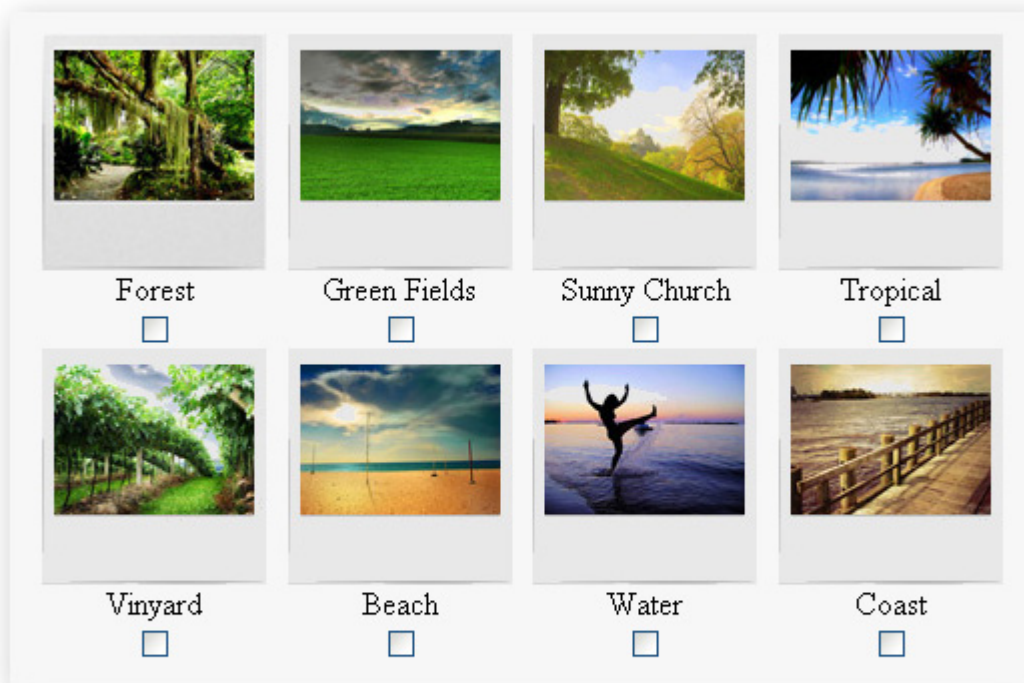 Forest
Green Fields
Sunny Church
Tropical
Vinyard
Beach
Water
Coast